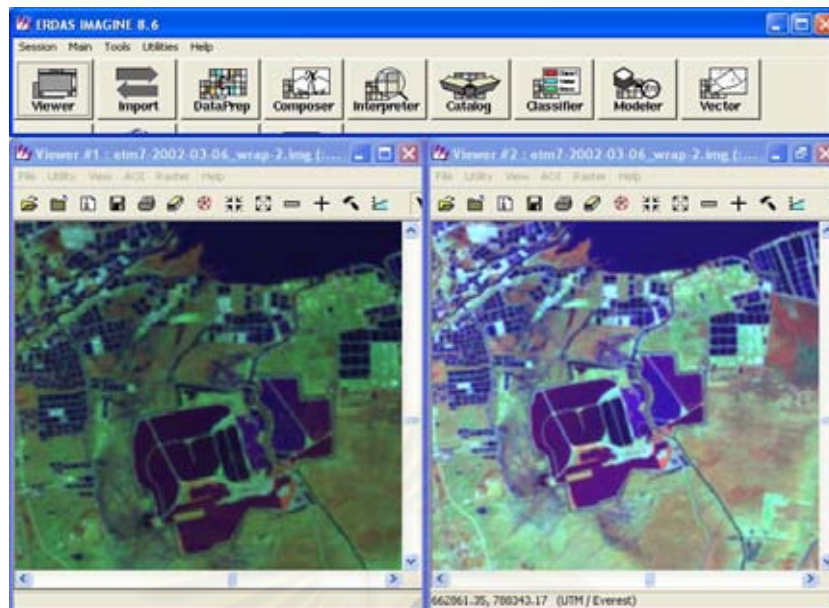 ERDAS IMAGINE 8.6
Session Main Tools Utilities Help
Viewer Import DataPrep Composer Interpreter Catalog Classifier Modeler Vector
Viewer #1 : etm7-2002-03-06_wrap-2.img (:...
File Utility View AOI Raster Help
Viewer #2 : etm7-2002-03-06_wrap-2.img (:...
File Utility View AOI Raster Help
662861.35, 788343.17 (UTM / Everest)